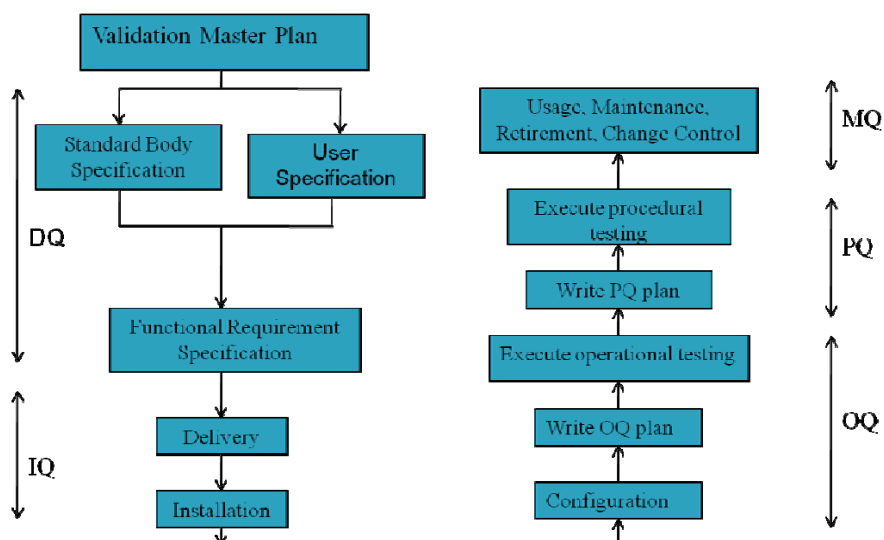 Validation Master Plan
Standard Body
Specification
User
Specification
DQ
Functional Requirement
Specification
Delivery
IQ
Installation
Usage, Maintenance,
Retirement, Change Control
MQ
Execute procedural
testing
PQ
Write PQ plan
Execute operational testing
Write OQ plan
OQ
Configuration